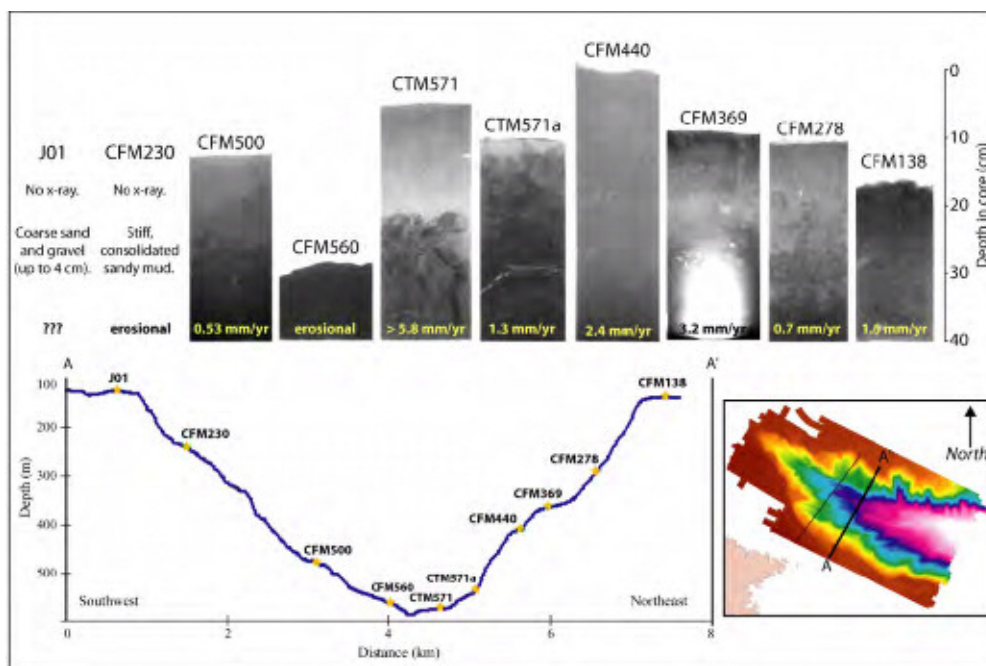 CFM440
CTM571
CFM369
CTM571a
CFM278
CFM500
J01
CFM230
CFM138
No x-ray.
No x-ray.
Coarse sand
and gravel
(up to 4 cm).
Stiff,
consolidated
sandy mud.
CFM560
???
erosional
0.53 mm/yr
erosional
> 5.8 mm/yr
1.3 mm/yr
2.4 mm/yr
3.2 mm/yr
0.7 mm/yr
0
10
20
30
40
Depth in core (cm)
A
A'
J01
CFM138
CFM230
CFM278
CFM369
CFM440
CFM500
CTM571a
CFM560
CTM571
100
200
300
400
500
Depth (m)
Southwest
Northeast
0
2
4
6
8
Distance (km)
North
A'
A